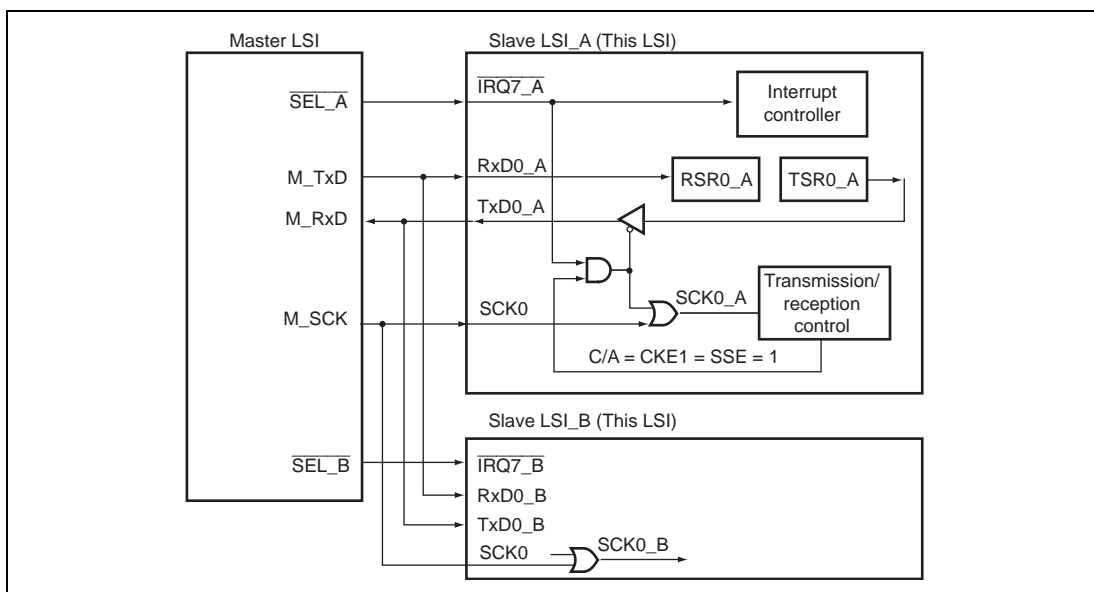 Master LSI
SEL_A
M_TxD
M_RxD
M_SCK
SEL_B
Slave LSI_A (This LSI)
IRQ7_A
Interrupt
controller
RxD0_A
RSR0_A
TSR0_A
TxD0_A
SCK0
SCK0_A
Transmission/
reception
control
C/A = CKE1 = SSE = 1
Slave LSI_B (This LSI)
IRQ7_B
RxD0_B
TxD0_B
SCK0
SCK0_B